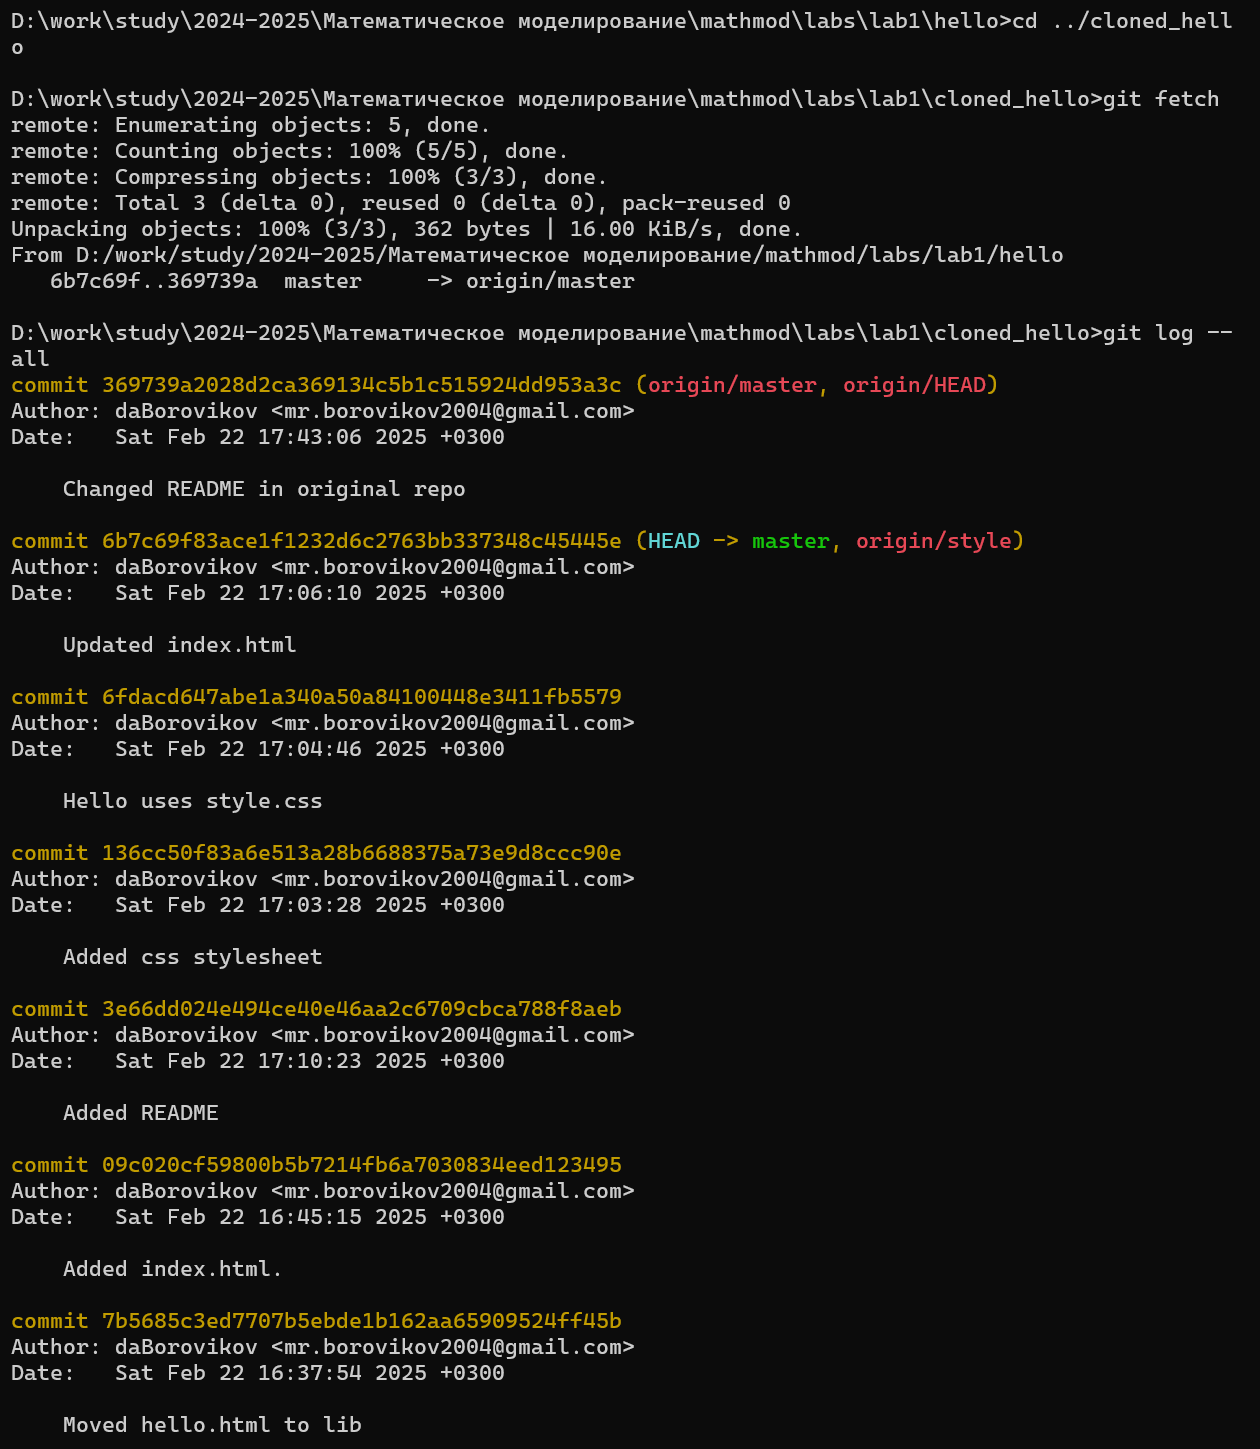 D:\work\study\2024-2025\Математическое моделирование\mathmod\labs\lab1\hello>cd ../cloned_hell
o
D:\work\study\2024-2025\Математическое моделирование\mathmod\labs\lab1\cloned_hello>git fetch
remote: Enumerating objects: 5, done.
remote: Counting objects: 100% (5/5), done.
remote: Compressing objects: 100% (3/3), done.
remote: Total 3 (delta 0), reused 0 (delta 0), pack-reused 0
Unpacking objects: 100% (3/3), 362 bytes | 16.00 KiB/s, done.
From D:/work/study/2024-2025/Математическое моделирование/mathmod/labs/lab1/hello
   6b7c69f..369739a  master     -> origin/master
D:\work\study\2024-2025\Математическое моделирование\mathmod\labs\lab1\cloned_hello>git log --
all
commit 369739a2028d2ca369134c5b1c515924dd953a3c (origin/master, origin/HEAD)
Author: daBorovikov <mr.borovikov2004@gmail.com>
Date:   Sat Feb 22 17:43:06 2025 +0300
    Changed README in original repo
commit 6b7c69f83ace1f1232d6c2763bb337348c45445e (HEAD -> master, origin/style)
Author: daBorovikov <mr.borovikov2004@gmail.com>
Date:   Sat Feb 22 17:06:10 2025 +0300
    Updated index.html
commit 6fdacd647abe1a340a50a84100448e3411fb5579
Author: daBorovikov <mr.borovikov2004@gmail.com>
Date:   Sat Feb 22 17:04:46 2025 +0300
    Hello uses style.css
commit 136cc50f83a6e513a28b6688375a73e9d8ccc90e
Author: daBorovikov <mr.borovikov2004@gmail.com>
Date:   Sat Feb 22 17:03:28 2025 +0300
    Added css stylesheet
commit 3e66dd024e494ce40e46aa2c6709cbca788f8aeb
Author: daBorovikov <mr.borovikov2004@gmail.com>
Date:   Sat Feb 22 17:10:23 2025 +0300
    Added README
commit 09c020cf59800b5b7214fb6a7030834eed123495
Author: daBorovikov <mr.borovikov2004@gmail.com>
Date:   Sat Feb 22 16:45:15 2025 +0300
    Added index.html.
commit 7b5685c3ed7707b5ebde1b162aa65909524ff45b
Author: daBorovikov <mr.borovikov2004@gmail.com>
Date:   Sat Feb 22 16:37:54 2025 +0300
    Moved hello.html to lib